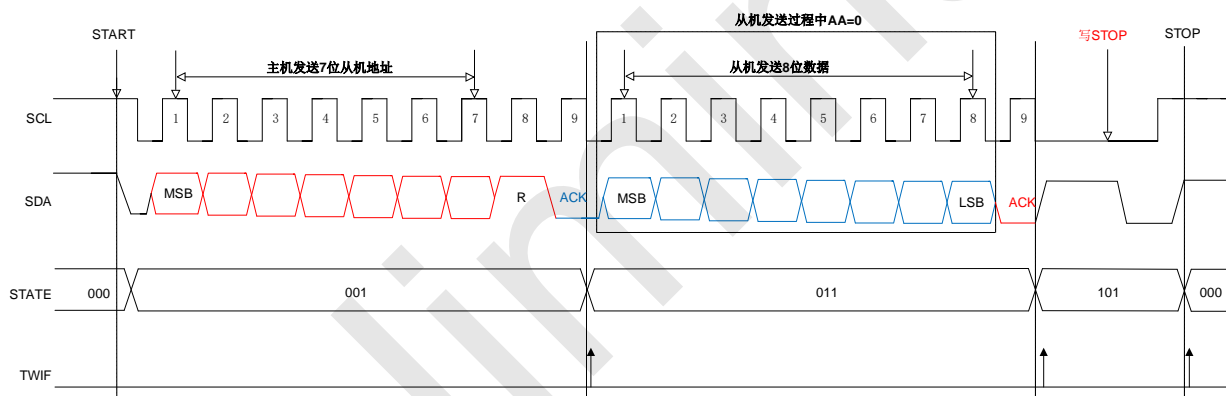 从机发送过程中AA=0
START
写STOP
STOP
主机发送7位从机地址
从机发送8位数据
SCL
1 2 3 4 5 6 7 8 9 1 2 3 4 5 6 7 8 9
SDA
MSB R ACK MSB LSB ACK
STATE 000 001 011 101 000
TWIF